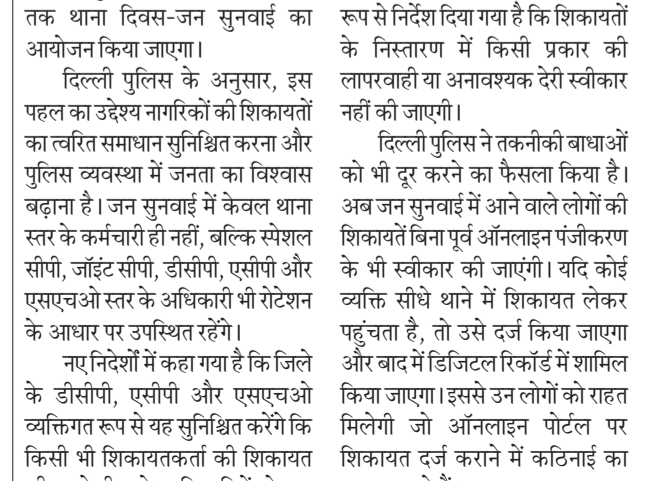 तक थाना दिवस-जन सुनवाई का
आयोजन किया जाएगा।
दिल्ली पुलिस के अनुसार, इस
पहल का उद्देश्य नागरिकों की शिकायतों
का त्वरित समाधान सुनिश्चित करना और
पुलिस व्यवस्था में जनता का विश्वास
बढ़ाना है। जन सुनवाई में केवल थाना
स्तर के कर्मचारी ही नहीं, बल्कि स्पेशल
सीपी, जॉइंट सीपी, डीसीपी, एसीपी और
एसएचओ स्तर के अधिकारी भी रोटेशन
के आधार पर उपस्थित रहेंगे।
नए निर्देशों में कहा गया है कि जिले
के डीसीपी, एसीपी और एसएचओ
व्यक्तिगत रूप से यह सुनिश्चित करेंगे कि
किसी भी शिकायतकर्ता की शिकायत
रूप से निर्देश दिया गया है कि शिकायतों
के निस्तारण में किसी प्रकार की
लापरवाही या अनावश्यक देरी स्वीकार
नहीं की जाएगी।
दिल्ली पुलिस ने तकनीकी बाधाओं
को भी दूर करने का फैसला किया है।
अब जन सुनवाई में आने वाले लोगों की
शिकायतें बिना पूर्व ऑनलाइन पंजीकरण
के भी स्वीकार की जाएंगी। यदि कोई
व्यक्ति सीधे थाने में शिकायत लेकर
पहुंचता है, तो उसे दर्ज किया जाएगा
और बाद में डिजिटल रिकॉर्ड में शामिल
किया जाएगा। इससे उन लोगों को राहत
मिलेगी जो ऑनलाइन पोर्टल पर
शिकायत दर्ज कराने में कठिनाई का